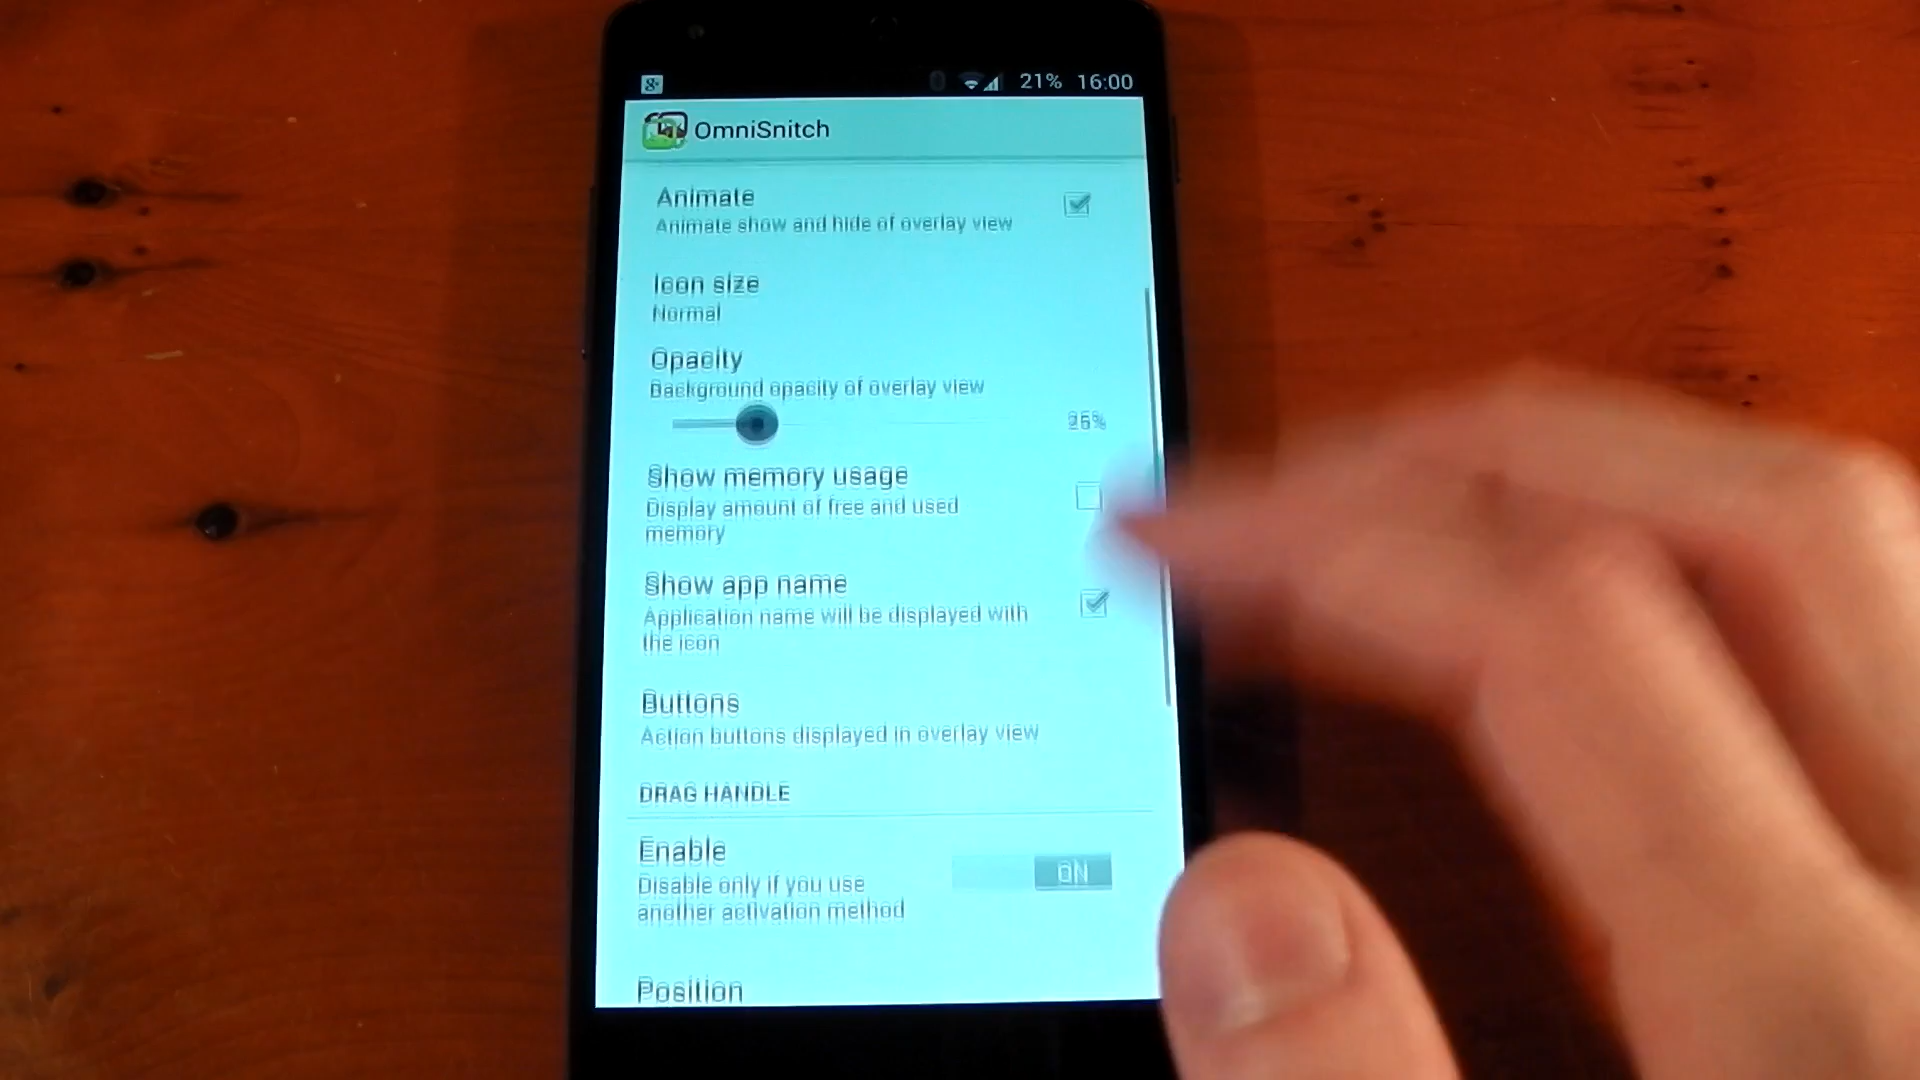 21% 16:00
OmniSnitch
Animate
Animate show and hide of overlay view
Icon size
Normal
Opacity
Background opacity of overlay view
Show memory usage
Display amount of free and used
memory
Show app name
Application name will be displayed with
the icon
Buttons
Action buttons displayed in overlay view
DRAG HANDLE
Enable
ON
Disable only if you use
another activation method
Position